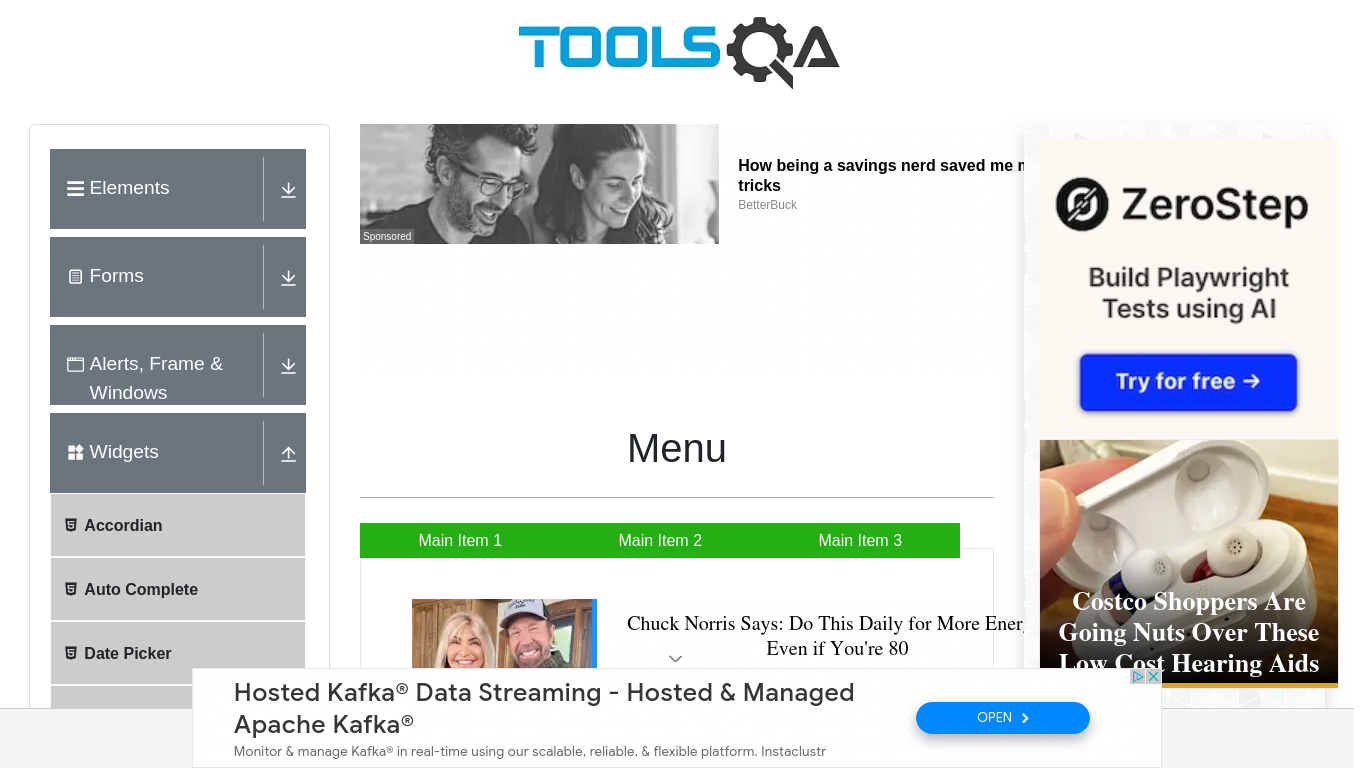 TOOLSQA
Elements
Forms
Alerts, Frame &
Windows
Widgets
Accordian
Auto Complete
Date Picker
Sponsored
How being a savings nerd saved me
tricks
BetterBuck
Menu
Main Item 1
Main Item 2
Main Item 3
Chuck Norris Says: Do This Daily for More
Even if You're 80
ZeroStep
Build Playwright
Tests using AI
Try for free →
Costco Shoppers Are
Going Nuts Over These
Low Cost Hearing Aids
Hosted Kafka® Data Streaming - Hosted & Managed
Apache Kafka®
Monitor & manage Kafka® in real-time using our scalable, reliable, & flexible platform. Instaclustr
OPEN